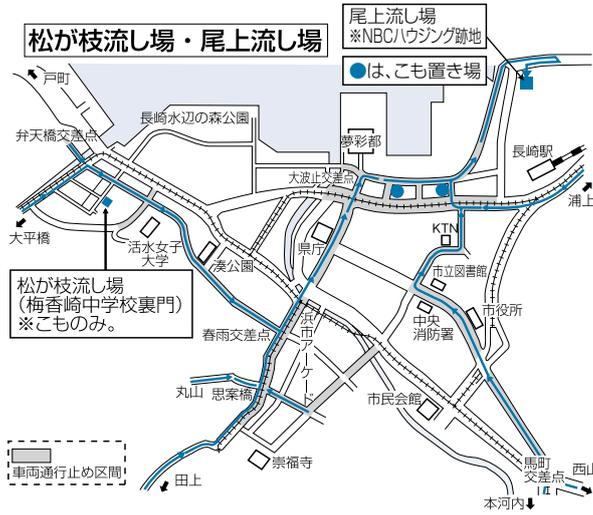 松が枝流し場・尾上流し場
尾上流し場
※NBCハウジング跡地
●は、こも置き場
戸町
弁天橋交差点
長崎水辺の森公園
夢彩都
大波止交差点
長崎駅
浦上
大平橋
活水女子
大学
湊公園
県庁
KTN
市立図書館
市役所
中央
消防署
松が枝流し場
(梅香崎中学校裏門)
※こものみ。
春雨交差点
浜市アーケード
丸山
思案橋
市民会館
崇福寺
田上
馬町
交差点
西山
本河内
車両通行止め区間